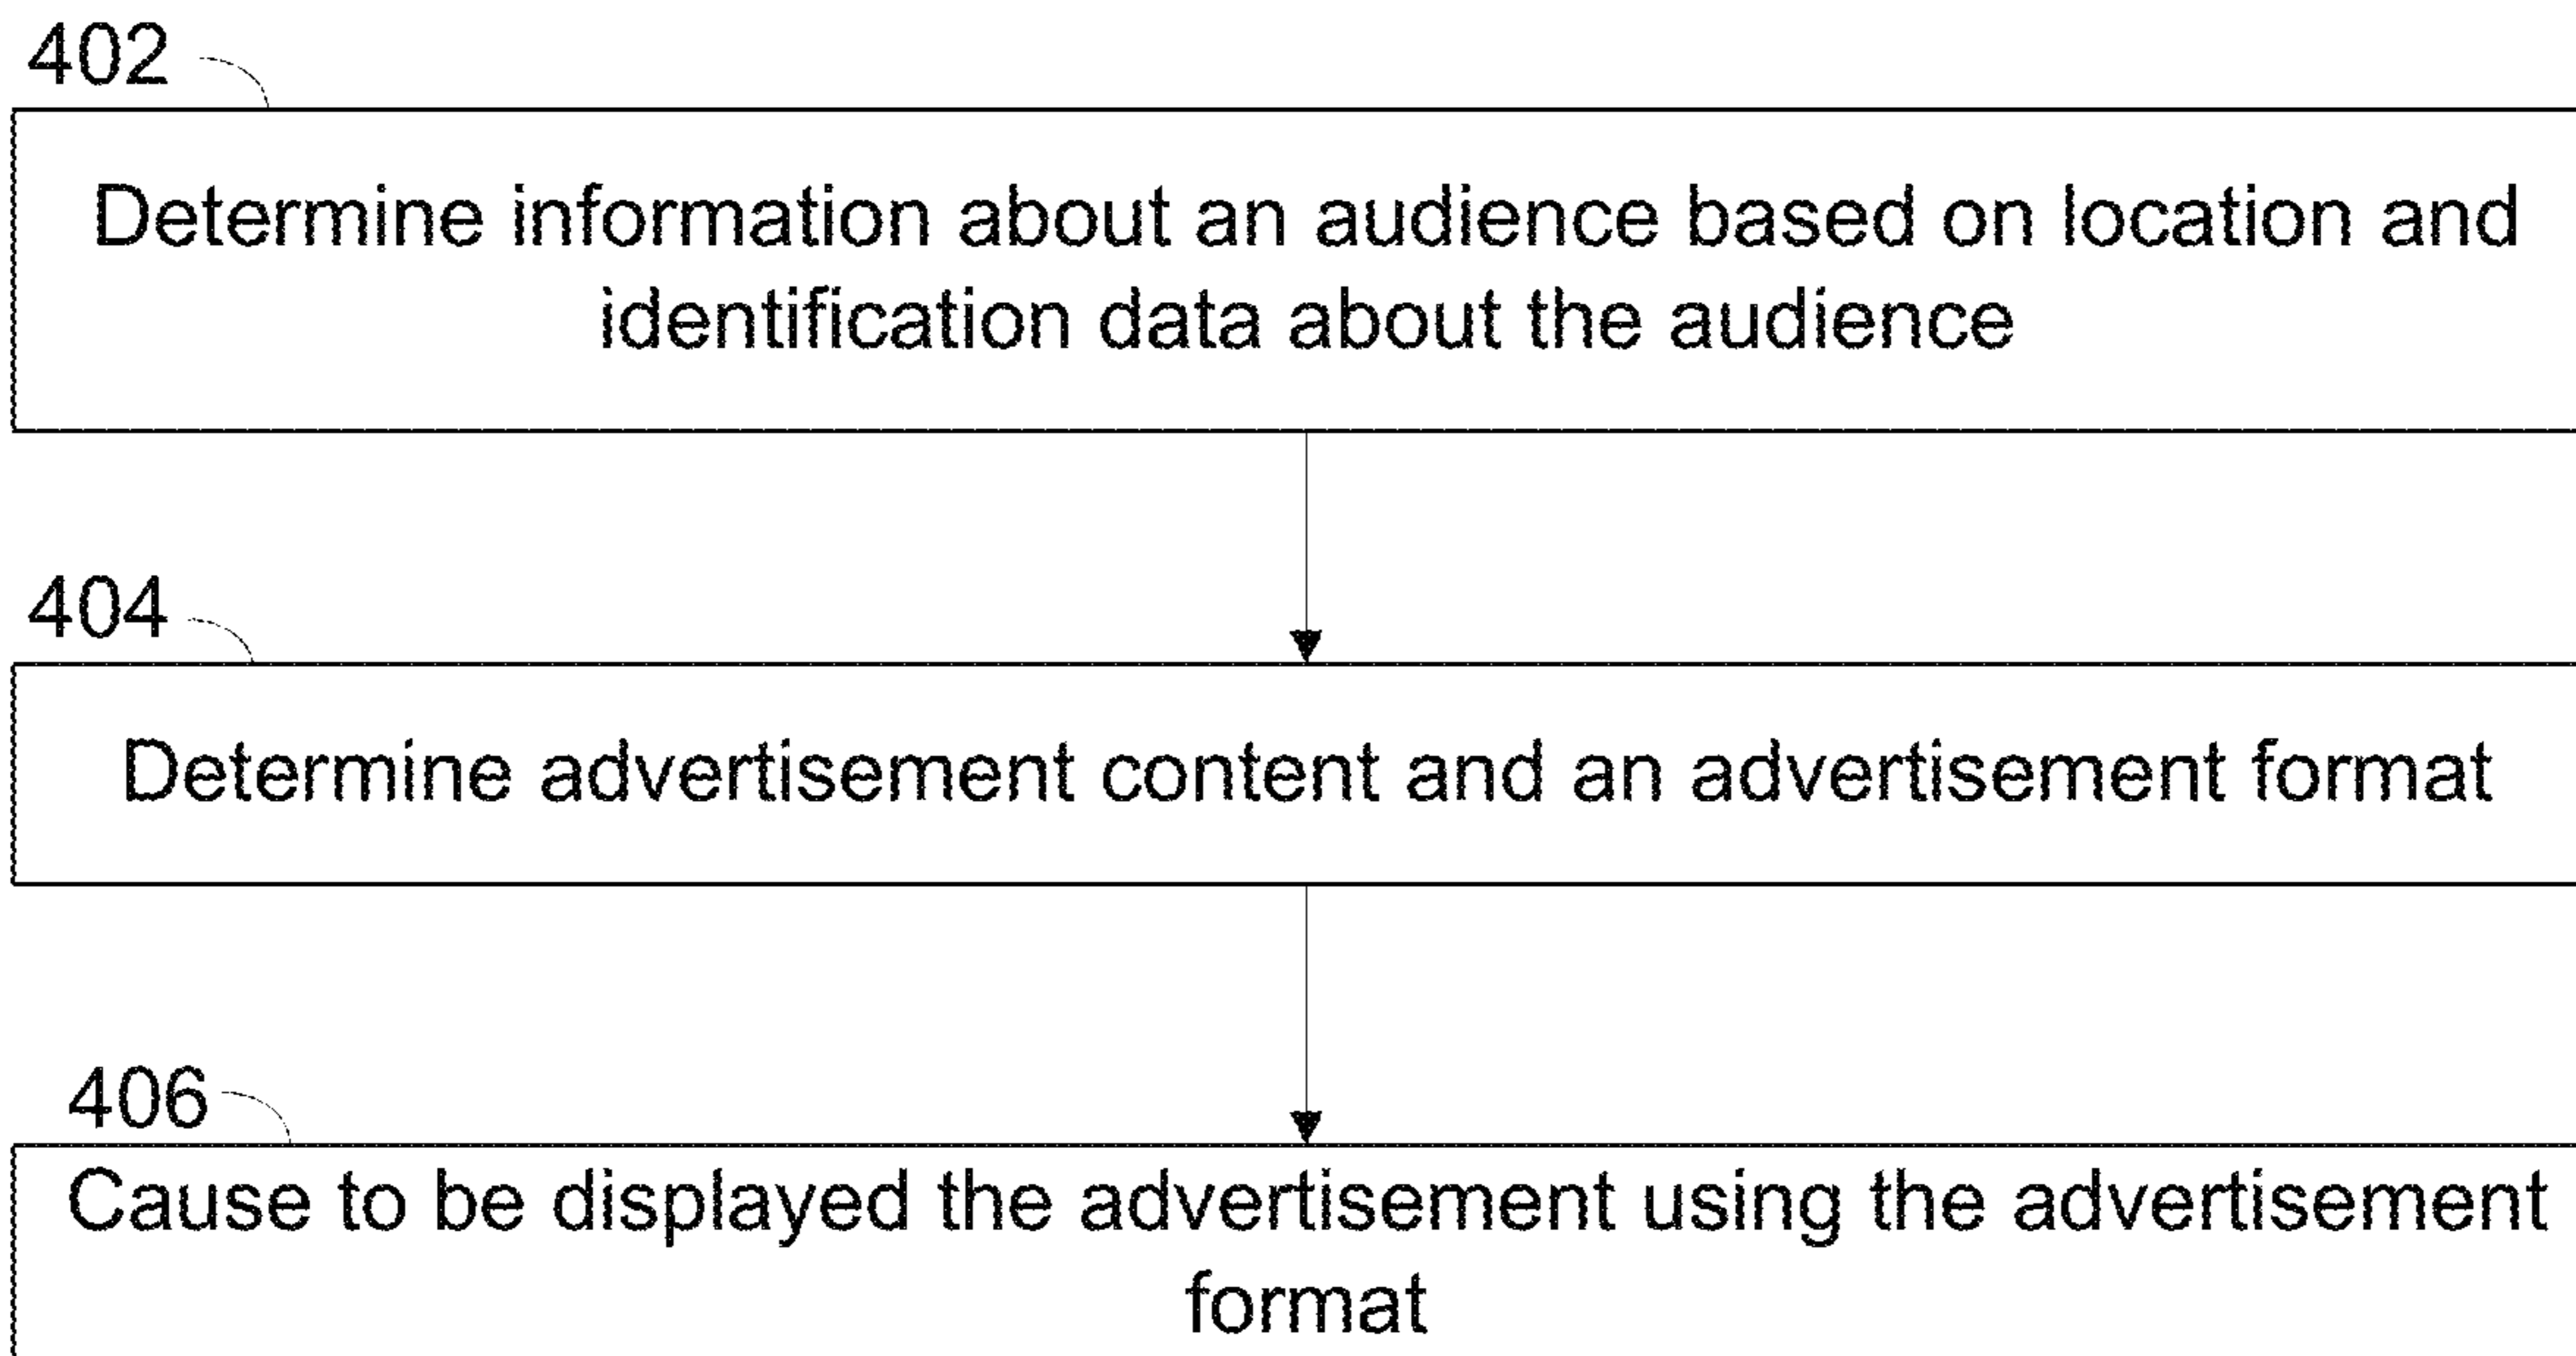 402
Determine information about an audience based on location and
identification data about the audience
404
Determine advertisement content and an advertisement format
406
Cause to be displayed the advertisement using the advertisement
format